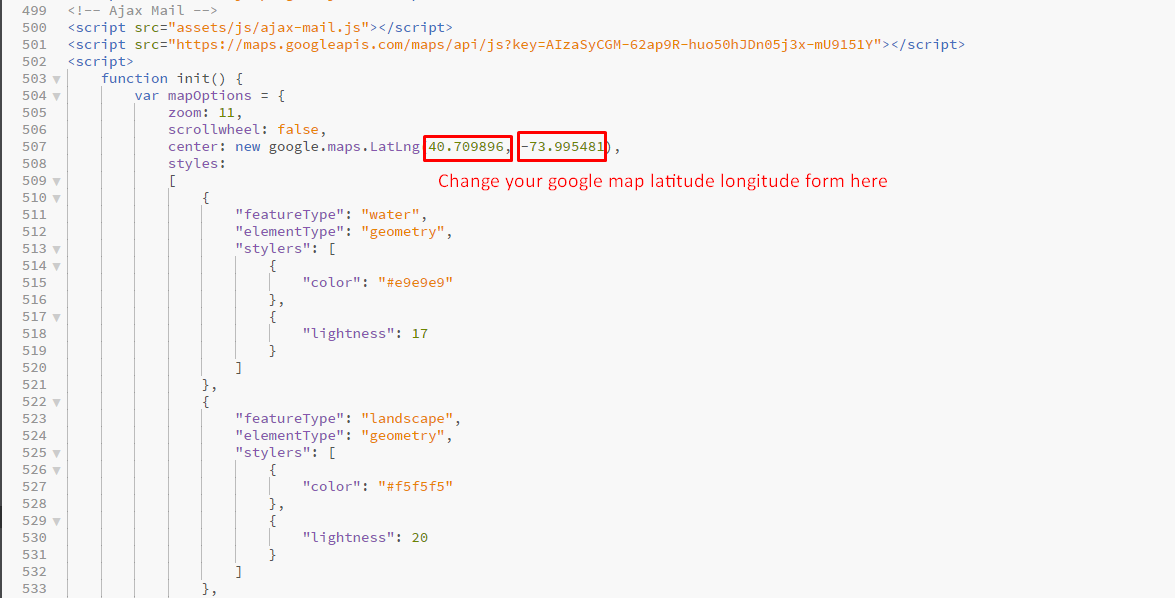 499 <!-- Ajax Mail -->
500 <script src="assets/js/ajax-mail.js"></script>
501 <script src="https://maps.googleapis.com/maps/api/js?key=AIzaSyCGM-62ap9R-huo50hJDn05j3x-mU9151Y"></script>
502 <script>
503 function init() {
504 var mapOptions = {
505 zoom: 11,
506 scrollwheel: false,
507 center: new google.maps.LatLng(40.709896, -73.995481),
508 styles:
509 [
Change your google map latitude longitude form here
510 {
511 "featureType": "water",
512 "elementType": "geometry",
513 "stylers": [
514 {
515 "color": "#e9e9e9"
516 },
517 {
518 "lightness": 17
519 }
520 ]
521 },
522 {
523 "featureType": "landscape",
524 "elementType": "geometry",
525 "stylers": [
526 {
527 "color": "#f5f5f5"
528 },
529 {
530 "lightness": 20
531 }
532 ]
533 },